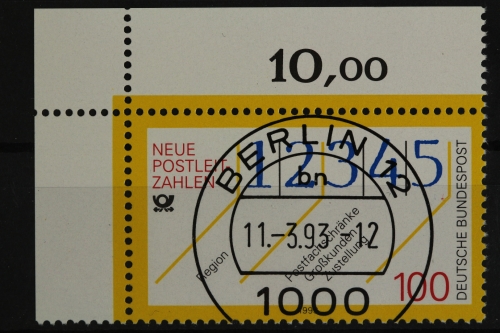 10,00
NEUE
POSTLEIT
ZAHLEN
12345
BERLIN 12
bn
11.-3.93.-12
1000
Region
Postfachschränke
Großkunden
Zustellung
100
DEUTSCHE BUNDESPOST